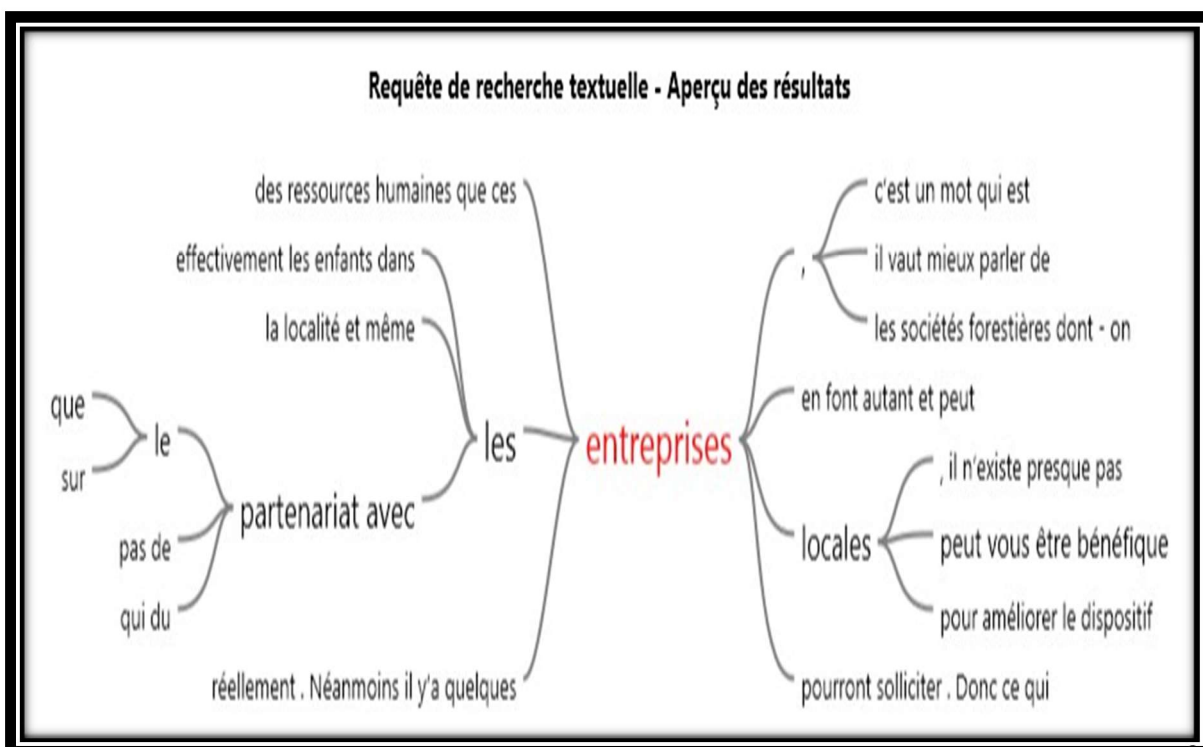 Requête de recherche textuelle - Aperçu des résultats
des ressources humaines que ces
effectivement les enfants dans
la localité et même
que
le
sur
les
partenariat avec
pas de
qui du
réellement . Néanmoins il y'a quelques
entreprises
,
c'est un mot qui est
il vaut mieux parler de
les sociétés forestières dont - on
en font autant et peut
locales
, il n'existe presque pas
peut vous être bénéfique
pour améliorer le dispositif
pourront solliciter . Donc ce qui